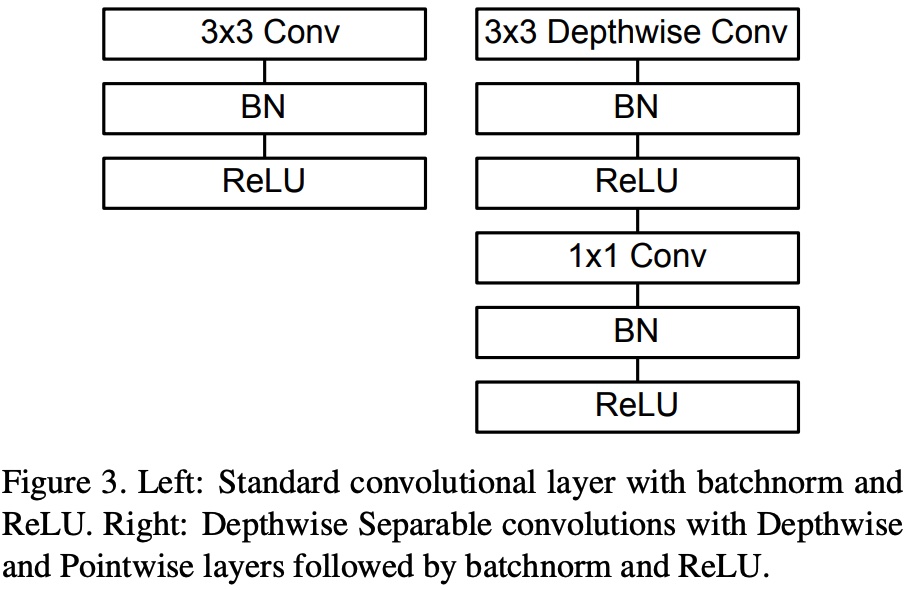 3x3 Conv
BN
ReLU
3x3 Depthwise Conv
BN
ReLU
1x1 Conv
BN
ReLU
Figure 3. Left: Standard convolutional layer with batchnorm and
ReLU. Right: Depthwise Separable convolutions with Depthwise
and Pointwise layers followed by batchnorm and ReLU.